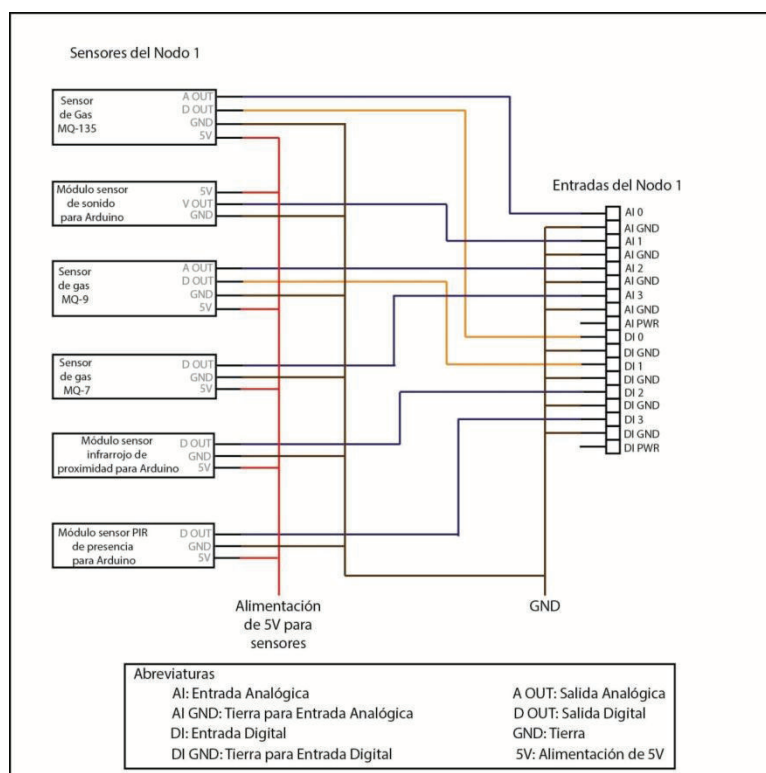 Sensores del Nodo 1
Sensor
de Gas
MQ-135
A OUT
D OUT
GND
5V
Módulo sensor
de sonido
para Arduino
5V
V OUT
GND
Sensor
de gas
MQ-9
A OUT
D OUT
GND
5V
Sensor
de gas
MQ-7
D OUT
GND
5V
Módulo sensor
infrarrojo de
proximidad para Arduino
D OUT
GND
5V
Módulo sensor PIR
de presencia
para Arduino
D OUT
GND
5V
Entradas del Nodo 1
AI 0
AI GND
AI 1
AI GND
AI 2
AI GND
AI 3
AI GND
AI PWR
DI 0
DI GND
DI 1
DI GND
DI 2
DI GND
DI 3
DI GND
DI PWR
Alimentación
de 5V para
sensores
GND
Abreviaturas
AI: Entrada Analógica
AI GND: Tierra para Entrada Analógica
DI: Entrada Digital
DI GND: Tierra para Entrada Digital
A OUT: Salida Analógica
D OUT: Salida Digital
GND: Tierra
5V: Alimentación de 5V